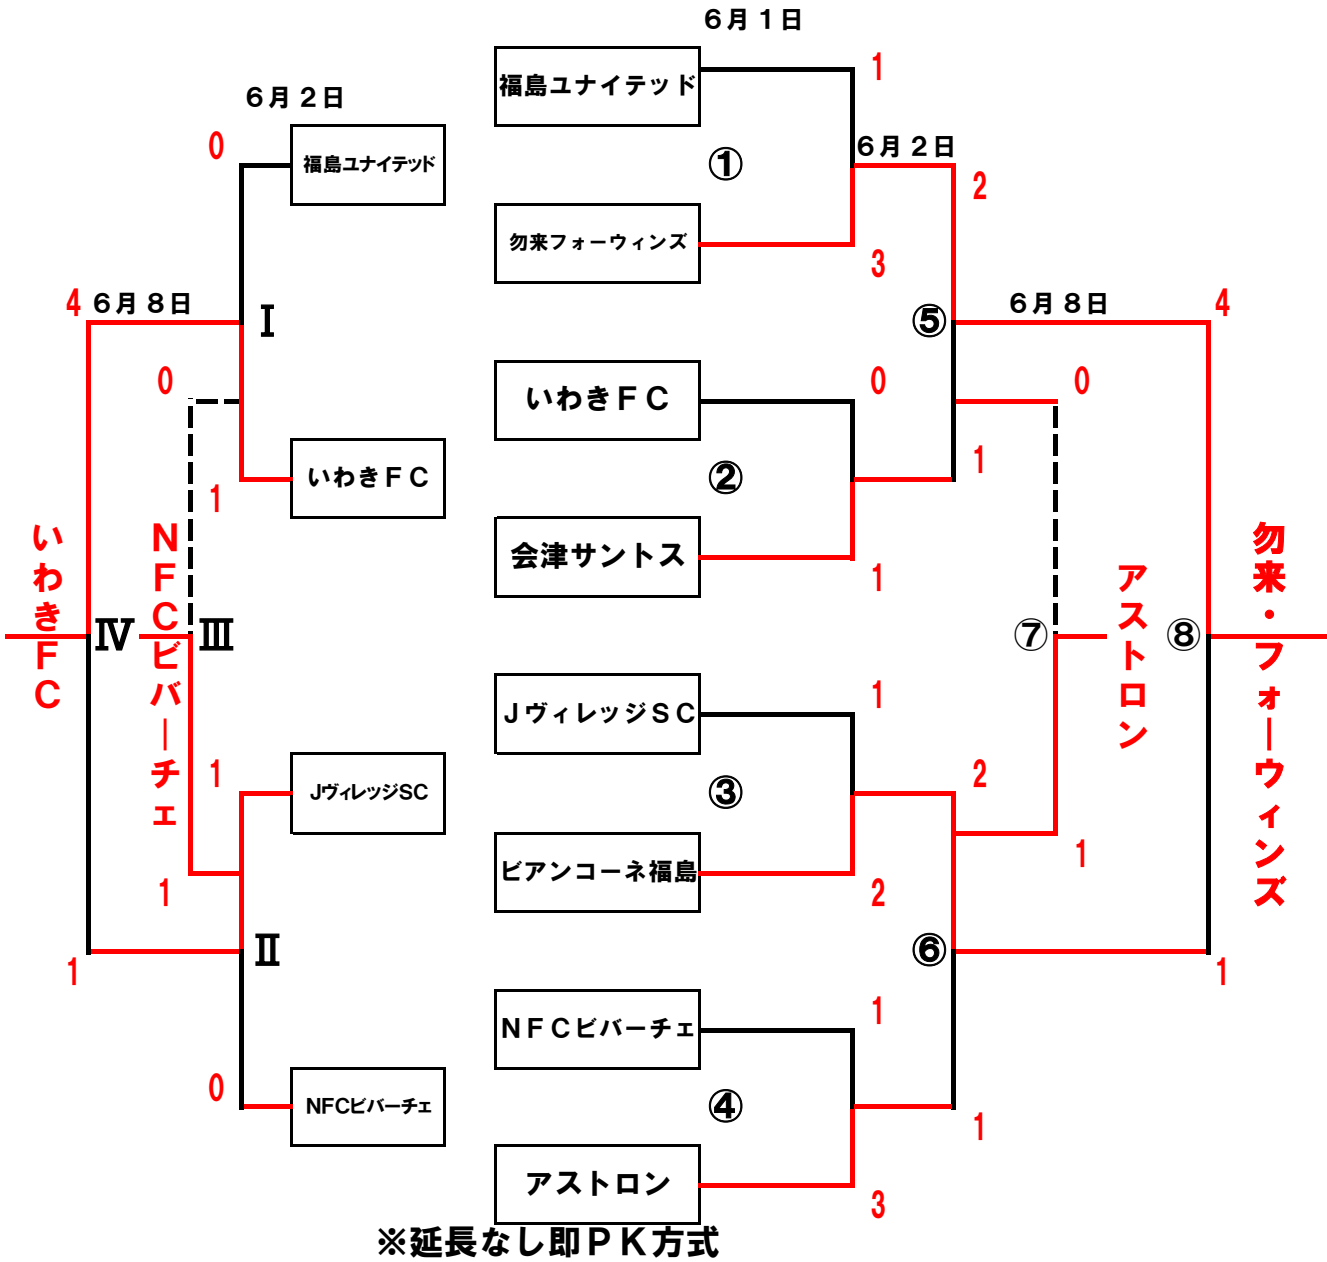 ６月１日
1
福島ユナイテッド
６月２日
0
福島ユナイテッド
①
６月２日
2
勿来フォーウィンズ
3
4
６月８日
Ⅰ
⑤
６月８日
4
0
いわきＦＣ
0
0
いわきＦＣ
1
②
1
会津サントス
1
いわきＦＣ
ＮＦＣビバーチェ
Ⅳ
Ⅲ
⑦
アストロン
⑧
勿来・フォーウィンズ
ＪヴィレッジＳＣ
1
1
JヴィレッジSC
③
2
ビアンコーネ福島
2
1
1
Ⅱ
⑥
1
1
ＮＦＣビバーチェ
1
0
NFCビバーチェ
④
1
アストロン
3
※延長なし即ＰＫ方式